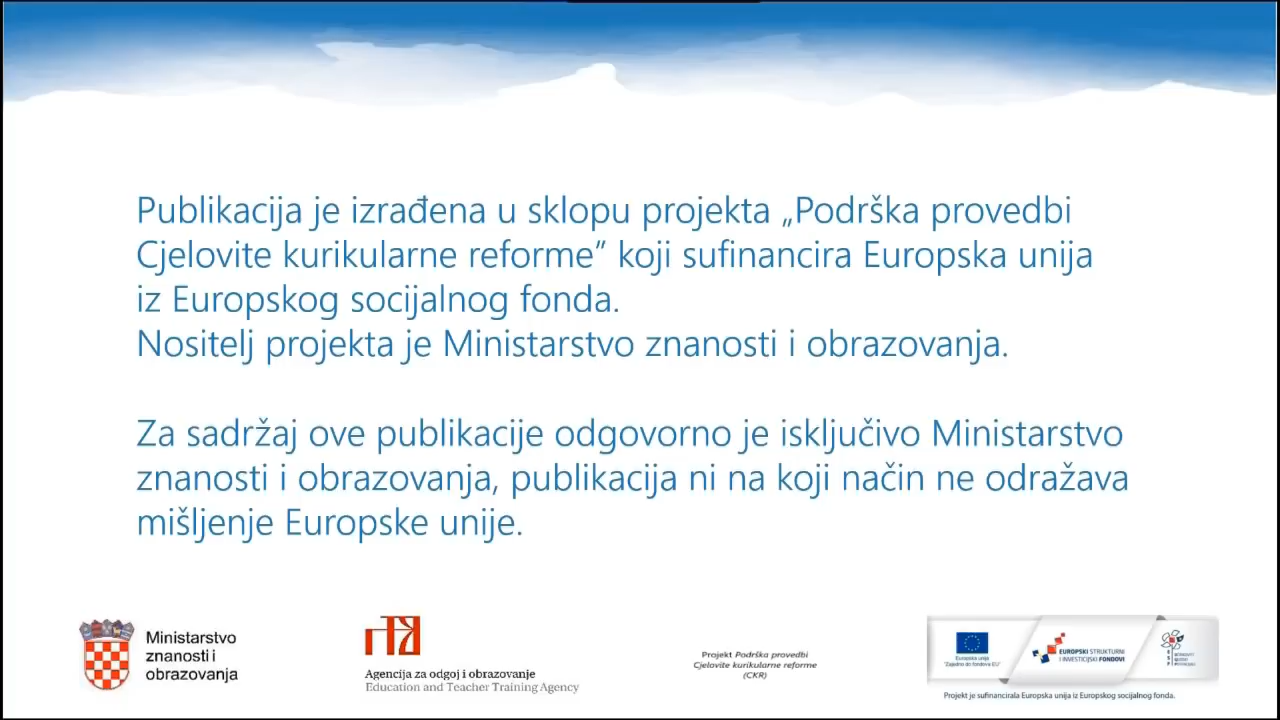 Publikacija je izrađena u sklopu projekta „Podrška provedbi
Cjelovite kurikularne reforme” koji sufinancira Europska unija
iz Europskog socijalnog fonda.
Nositelj projekta je Ministarstvo znanosti i obrazovanja.
Za sadržaj ove publikacije odgovorno je isključivo Ministarstvo
znanosti i obrazovanja, publikacija ni na koji način ne odražava
mišljenje Europske unije.
Ministarstvo
znanosti i
obrazovanja
Agencija za odgoj i obrazovanje
Education and Teacher Training Agency
Projekt Podrška provedbi
Cjelovite kurikularne reforme
(CKR)
Europska unija
"Zajedno do fondova EU"
EUROPSKI STRUKTURNI
I INVESTICIJSKI FONDOVI
Projekt je sufinancirala Europska unija iz Europskog socijalnog fonda.